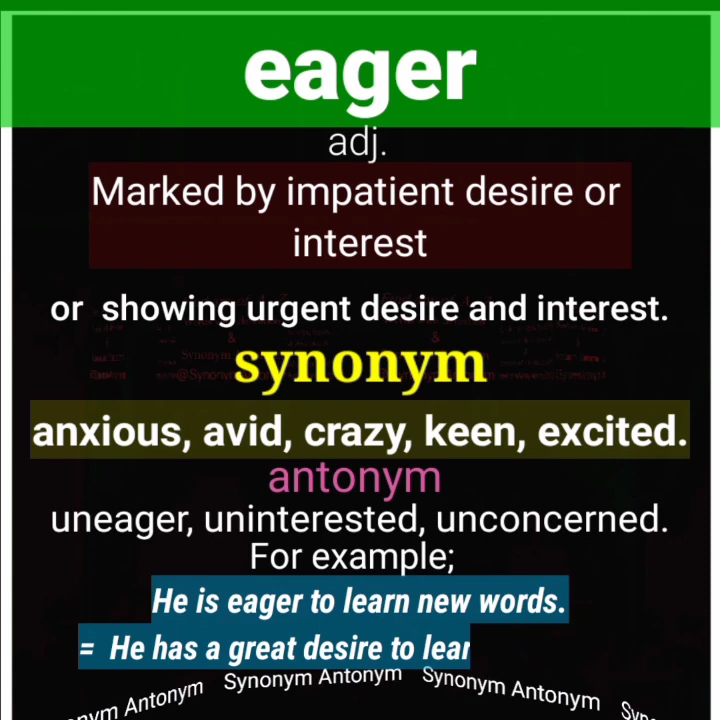 eager
adj.
Marked by impatient desire or
interest
or showing urgent desire and interest.
synonym
anxious, avid, crazy, keen, excited.
antonym
uneager, uninterested, unconcerned.
For example;
He is eager to learn new words.
= He has a great desire to lear
Antonym Synonym Antonym Synonym Antonym